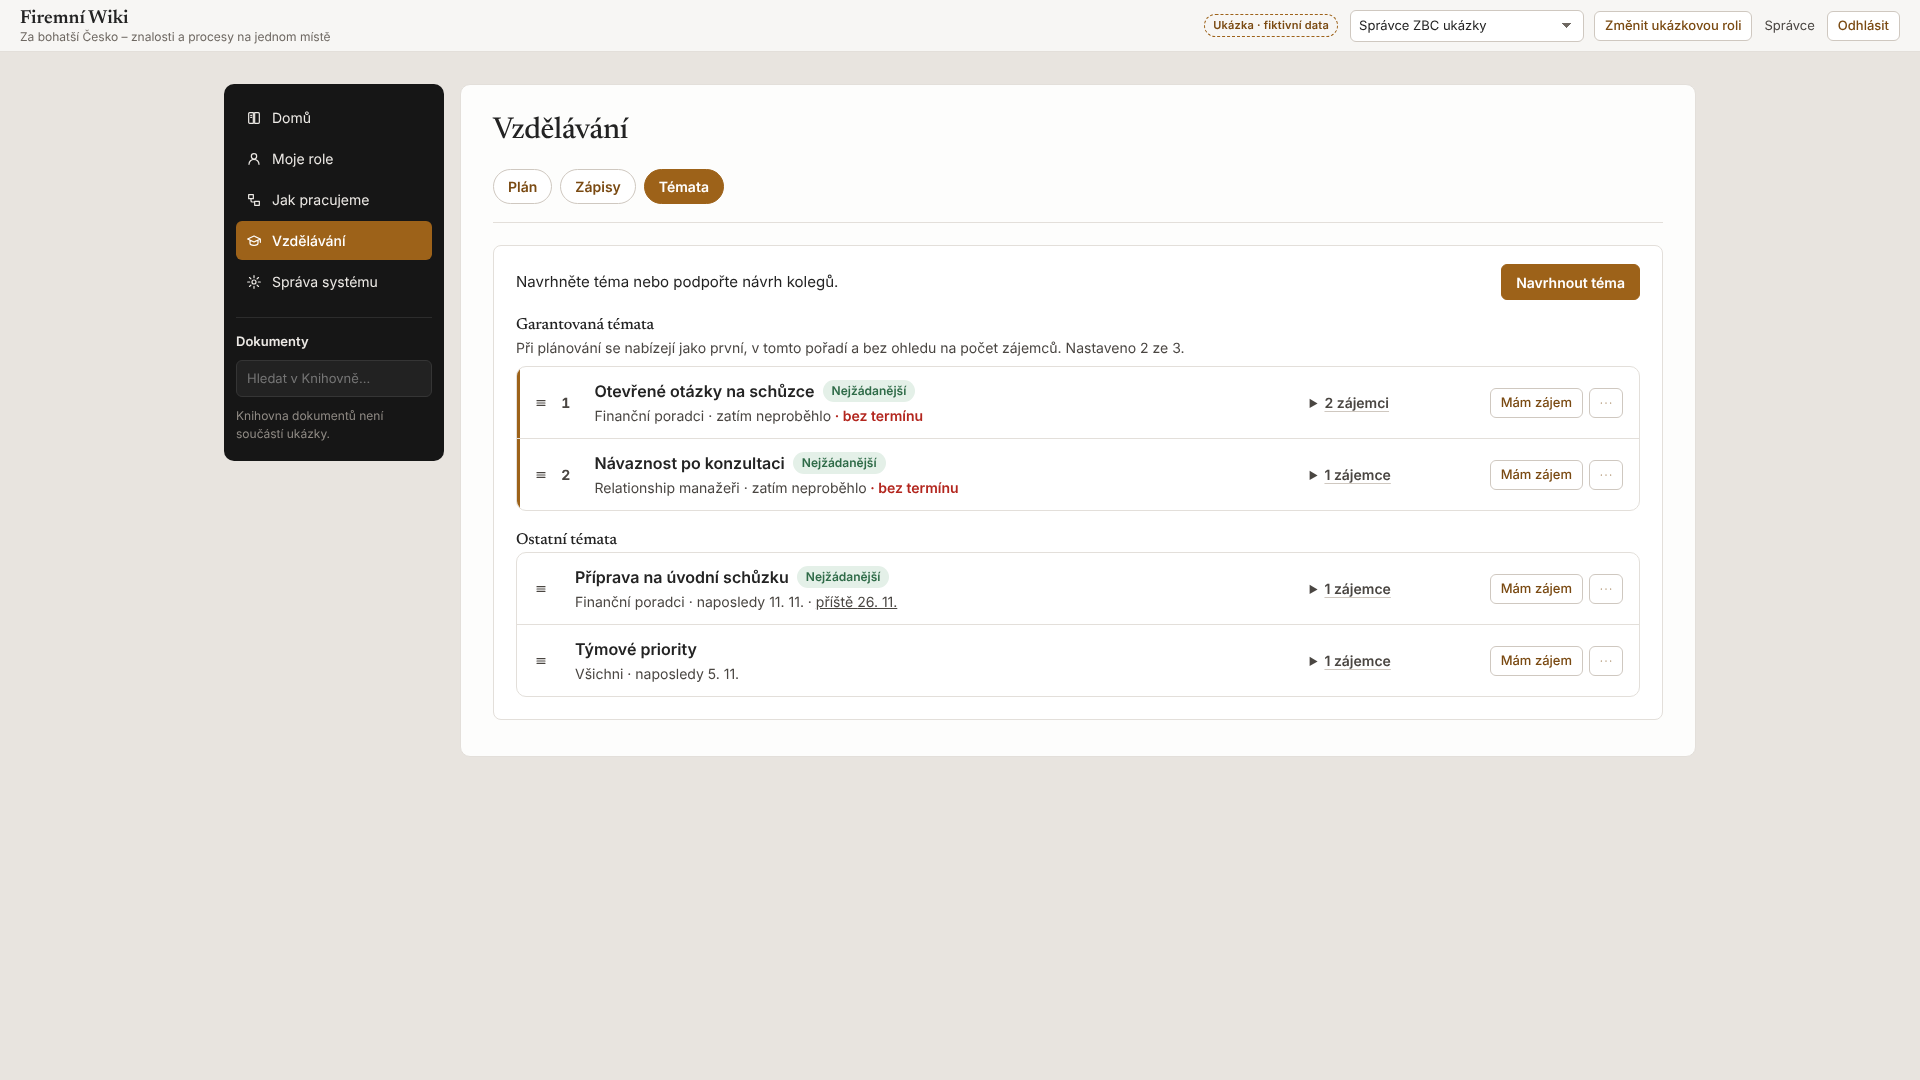 Firemní Wiki
Za bohatší Česko – znalosti a procesy na jednom místě
Ukázka · fiktivní data
Správce ZBC ukázky
Změnit ukázkovou roli
Správce
Odhlásit
Domů
Moje role
Jak pracujeme
Vzdělávání
Správa systému
Dokumenty
Hledat v Knihovně...
Knihovna dokumentů není
součástí ukázky.
Vzdělávání
Plán
Zápisy
Témata
Navrhněte téma nebo podpořte návrh kolegů.
Navrhnout téma
Garantovaná témata
Při plánování se nabízejí jako první, v tomto pořadí a bez ohledu na počet zájemců. Nastaveno 2 ze 3.
1 Otevřené otázky na schůzce Nejžádanější
Finanční poradci · zatím neproběhlo · bez termínu
2 zájemci
Mám zájem ...
2 Návaznost po konzultaci Nejžádanější
Relationship manažeři · zatím neproběhlo · bez termínu
1 zájemce
Mám zájem ...
Ostatní témata
Příprava na úvodní schůzku Nejžádanější
Finanční poradci · naposledy 11. 11. · příště 26. 11.
1 zájemce
Mám zájem ...
Týmové priority
Všichni · naposledy 5. 11.
1 zájemce
Mám zájem ...